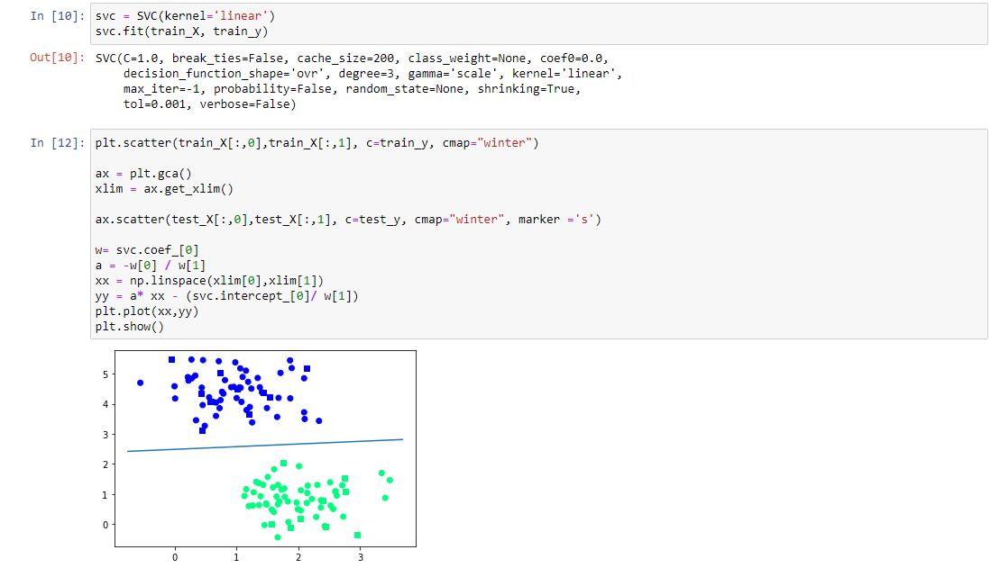 In [10]: svc = SVC(kernel='linear')
svc.fit(train_X, train_y)
Out[10]: SVC(C=1.0, break_ties=False, cache_size=200, class_weight=None, coef0=0.0,
decision_function_shape='ovr', degree=3, gamma='scale', kernel='linear',
max_iter=-1, probability=False, random_state=None, shrinking=True,
tol=0.001, verbose=False)
In [12]: plt.scatter(train_X[:,0],train_X[:,1], c=train_y, cmap="winter")
ax = plt.gca()
xlim = ax.get_xlim()
ax.scatter(test_X[:,0],test_X[:,1], c=test_y, cmap="winter", marker ='s')
w= svc.coef_[0]
a = -w[0] / w[1]
xx = np.linspace(xlim[0],xlim[1])
yy = a* xx - (svc.intercept_[0]/ w[1])
plt.plot(xx,yy)
plt.show()
5
4
3
2
1
0
0 1 2 3